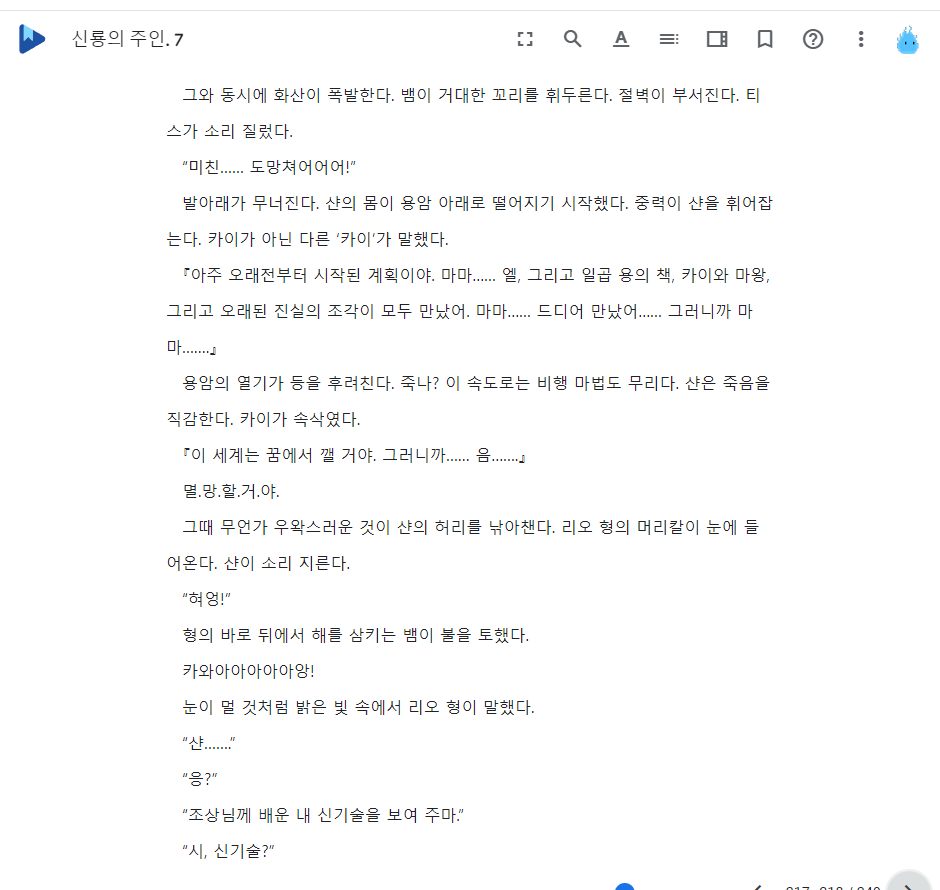 신룡의 주인. 7
그와 동시에 화산이 폭발한다. 뱀이 거대한 꼬리를 휘두른다. 절벽이 부서진다. 티
스가 소리 질렀다.
“미친...... 도망쳐어어어!”
발아래가 무너진다. 샨의 몸이 용암 아래로 떨어지기 시작했다. 중력이 샨을 휘어잡
는다. 카이가 아닌 다른 ‘카이’가 말했다.
『아주 오래전부터 시작된 계획이야. 마마...... 엘, 그리고 일곱 용의 책, 카이와 마왕,
그리고 오래된 진실의 조각이 모두 만났어. 마마...... 드디어 만났어...... 그러니까 마
마.......』
용암의 열기가 등을 후려친다. 죽나? 이 속도로는 비행 마법도 무리다. 샨은 죽음을
직감한다. 카이가 속삭였다.
『이 세계는 꿈에서 깰 거야. 그러니까...... 음.......』
멸.망.할.거.야.
그때 무언가 우왁스러운 것이 샨의 허리를 낚아챈다. 리오 형의 머리칼이 눈에 들
어온다. 샨이 소리 지른다.
“혀엉!”
형의 바로 뒤에서 해를 삼키는 뱀이 불을 토했다.
카와아아아아아앙!
눈이 멀 것처럼 밝은 빛 속에서 리오 형이 말했다.
“샨.......”
“응?”
“조상님께 배운 내 신기술을 보여 주마.”
“시, 신기술?”